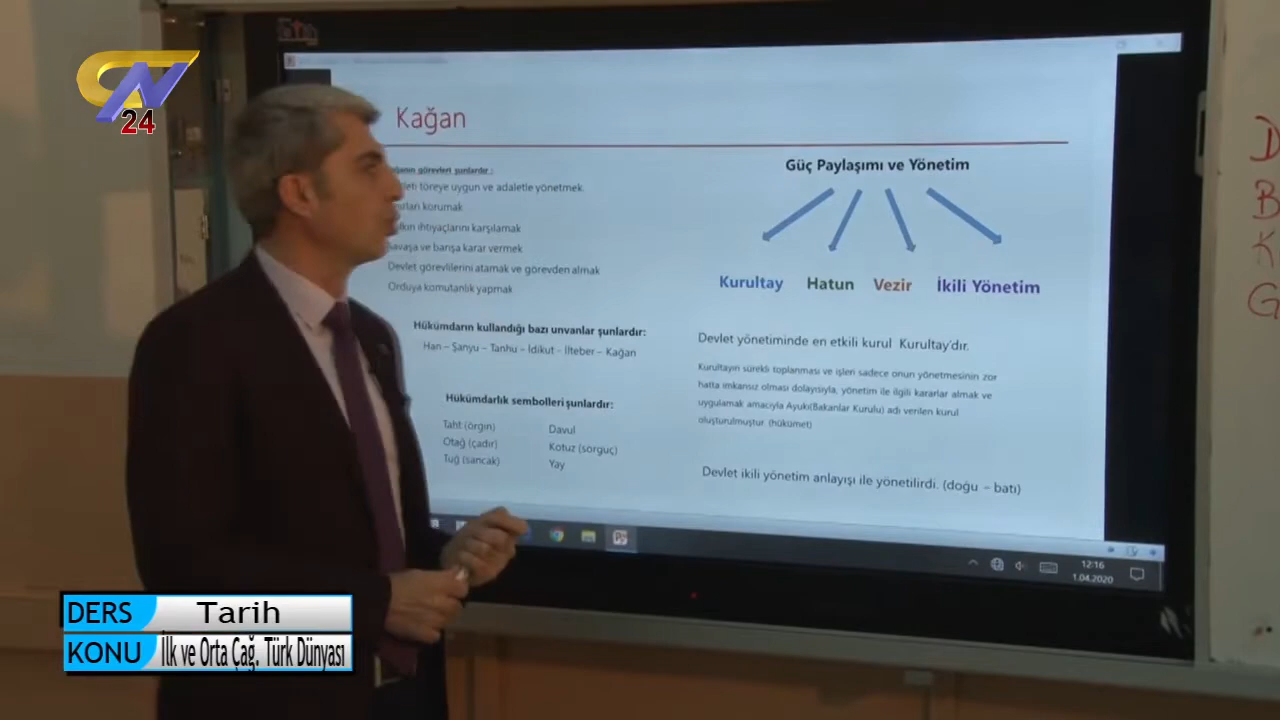 CN
24
Kağan
görevleri şunlardır.:
töreye uygun ve adaletle yönetmek.
korumak
ihtiyaçlarını karşılamak
Savaşa ve barışa karar vermek
Devlet görevlilerini atamak ve görevden almak
Orduya komutanlık yapmak
Hükümdarın kullandığı bazı unvanlar şunlardır:
Han – Şanyu – Tanhu – İdikut – İlteber – Kağan
Hükümdarlık sembolleri şunlardır:
Taht (örgin)
Otağ (çadır)
Tuğ (sancak)
Davul
Kotuz (sorguç)
Yay
Güç Paylaşımı ve Yönetim
Kurultay Hatun Vezir İkili Yönetim
Devlet yönetiminde en etkili kurul Kurultay'dır.
Kurultayın sürekli toplanması ve işleri sadece onun yönetmesinin zor
hatta imkansız olması dolayısıyla, yönetim ile ilgili kararlar almak ve
uygulamak amacıyla Ayukı(Bakanlar Kurulu) adı verilen kurul
oluşturulmuştur. (hükümet)
Devlet ikili yönetim anlayışı ile yönetilirdi. (doğu – batı)
12:16
1.04.2020
D
B
K
G
DERS Tarih
KONU İlk ve Orta Çağ. Türk Dünyası